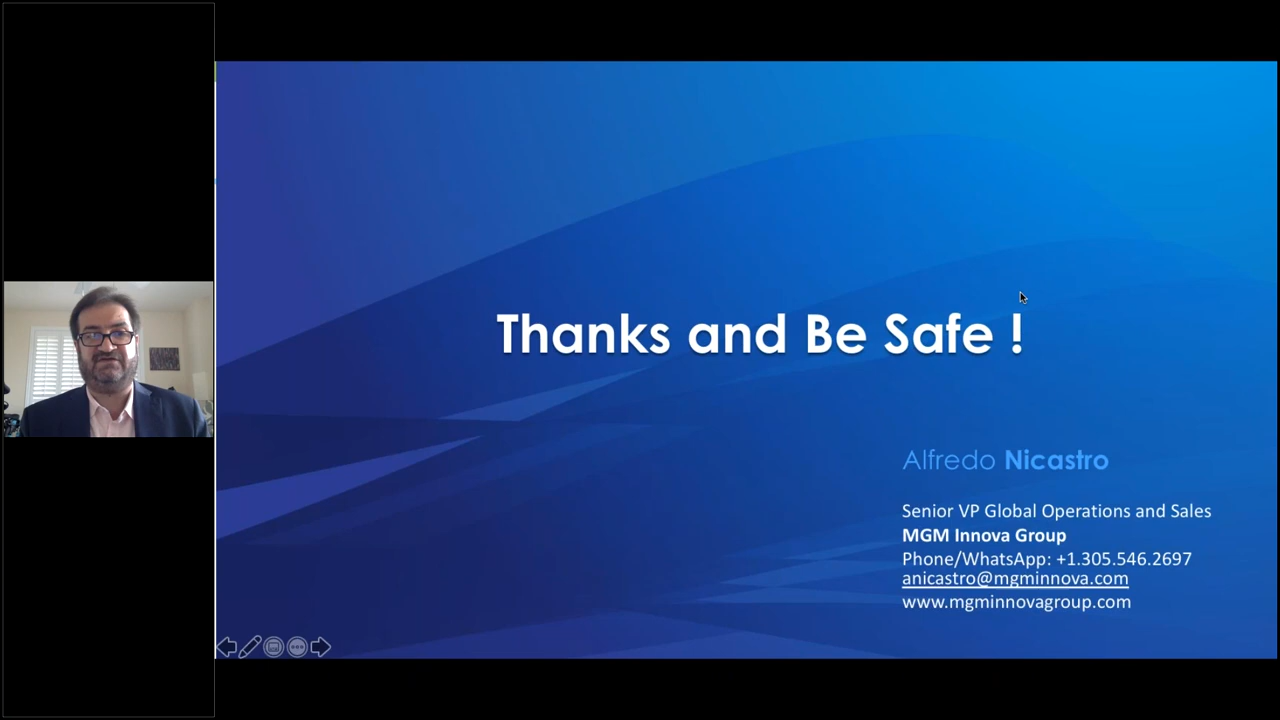 Thanks and Be Safe !
Alfredo Nicastro
Senior VP Global Operations and Sales
MGM Innova Group
Phone/WhatsApp: +1.305.546.2697
anicastro@mgminnova.com
www.mgminnovagroup.com